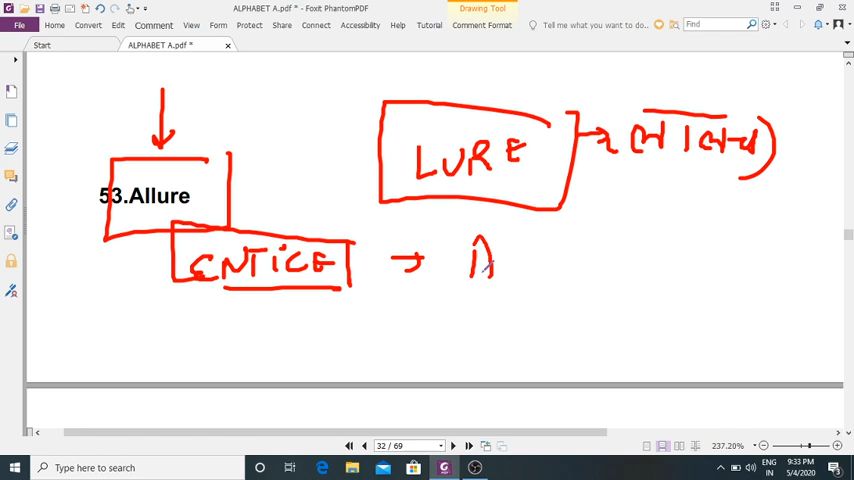 ALPHABET A.pdf * - Foxit PhantomPDF
Drawing Tool
File Home Convert Edit Organize Comment View Form Protect Share Connect Accessibility Help Tutorial Comment Format Tell me what you want to do.. Find
Start ALPHABET A.pdf * ×
LURE
53.Allure
ENTICE → A
32 / 69 237.20%
Type here to search
ENG 9:33 PM
IN 5/4/2020
3